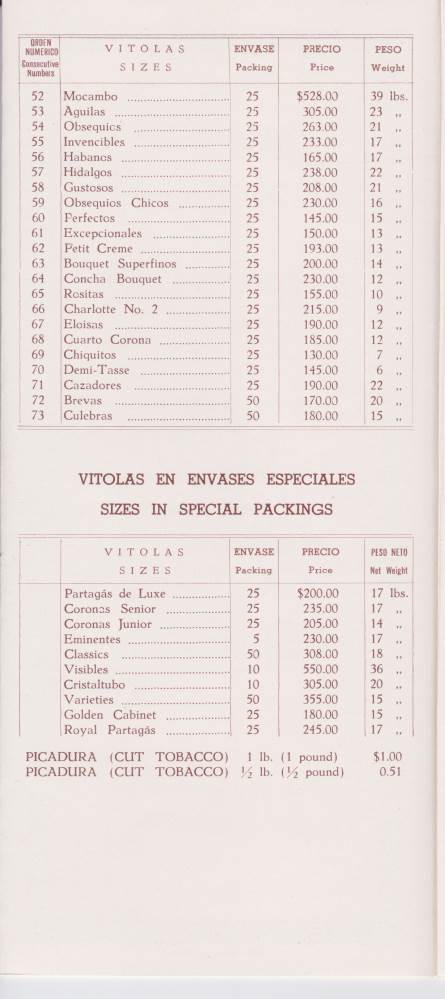 ORDEN NUMERICO VITOLAS ENVASE PRECIO PESO
Consecutive Numbers SIZES Packing Price Weight
52 Mocambo ........................ 25 $528.00 39 lbs.
53 Aguilas ........................ 25 305.00 23 ,,
54 Obsequics ........................ 25 263.00 21 ,,
55 Invencibles ........................ 25 233.00 17 ,,
56 Habanos ........................ 25 165.00 17 ,,
57 Hidalgos ........................ 25 238.00 22 ,,
58 Gustosos ........................ 25 208.00 21 ,,
59 Obsequios Chicos ............ 25 230.00 16 ,,
60 Perfectos ........................ 25 145.00 15 ,,
61 Excepcionales .................. 25 150.00 13 ,,
62 Petit Creme ..................... 25 193.00 13 ,,
63 Bouquet Superfinos .......... 25 200.00 14 ,,
64 Concha Bouquet .............. 25 230.00 12 ,,
65 Rositas ........................ 25 155.00 10 ,,
66 Charlotte No. 2 ............... 25 215.00 9 ,,
67 Eloisas ........................ 25 190.00 12 ,,
68 Cuarto Corona ................ 25 185.00 12 ,,
69 Chiquitos ........................ 25 130.00 7 ,,
70 Demi-Tasse ..................... 25 145.00 6 ,,
71 Cazadores ..................... 25 190.00 22 ,,
72 Brevas ........................ 50 170.00 20 ,,
73 Culebras ........................ 50 180.00 15 ,,
VITOLAS EN ENVASES ESPECIALES
SIZES IN SPECIAL PACKINGS
VITOLAS ENVASE PRECIO PESO NETO
SIZES Packing Price Net Weight
Partagás de Luxe .............. 25 $200.00 17 lbs.
Coronas Senior ................ 25 235.00 17 ,,
Coronas Junior ................ 25 205.00 14 ,,
Eminentes ..................... 5 230.00 17 ,,
Classics ........................ 50 308.00 18 ,,
Visibles ........................ 10 550.00 36 ,,
Cristaltubo ..................... 10 305.00 20 ,,
Varieties ........................ 50 355.00 15 ,,
Golden Cabinet ................ 25 180.00 15 ,,
Royal Partagás ................ 25 245.00 17 ,,
PICADURA (CUT TOBACCO) 1 lb. (1 pound) $1.00
PICADURA (CUT TOBACCO) ½ lb. (½ pound) 0.51